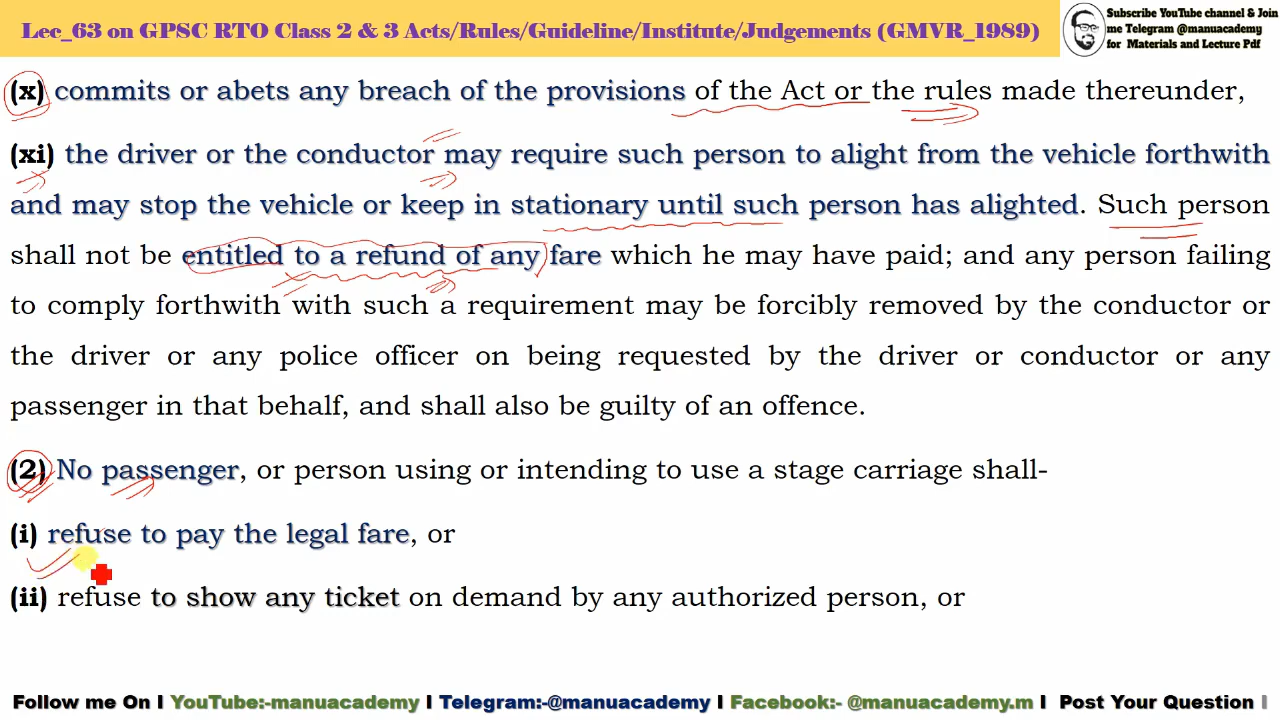 Lec_63 on GPSC RTO Class 2 & 3 Acts/Rules/Guideline/Institute/Judgements (GMVR_1989)
Subscribe YouTube channel & Join
me Telegram @manuacademy
for Materials and Lecture Pdf
(x) commits or abets any breach of the provisions of the Act or the rules made thereunder,
(xi) the driver or the conductor may require such person to alight from the vehicle forthwith
and may stop the vehicle or keep in stationary until such person has alighted. Such person
shall not be entitled to a refund of any fare which he may have paid; and any person failing
to comply forthwith with such a requirement may be forcibly removed by the conductor or
the driver or any police officer on being requested by the driver or conductor or any
passenger in that behalf, and shall also be guilty of an offence.
(2) No passenger, or person using or intending to use a stage carriage shall-
(i) refuse to pay the legal fare, or
(ii) refuse to show any ticket on demand by any authorized person, or
Follow me On I YouTube:-manuacademy I Telegram:-@manuacademy I Facebook:- @manuacademy.m I Post Your Question I